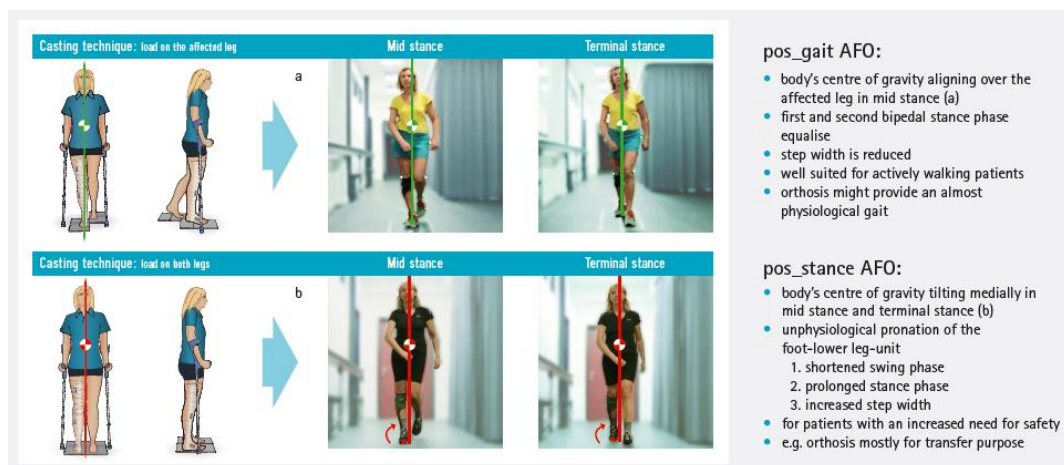 Casting technique: load on the affected leg
Mid stance
Terminal stance
a
Casting technique: load on both legs
Mid stance
Terminal stance
b
pos_gait AFO:
• body's centre of gravity aligning over the
affected leg in mid stance (a)
• first and second bipedal stance phase
equalise
• step width is reduced
• well suited for actively walking patients
• orthosis might provide an almost
physiological gait
pos_stance AFO:
• body's centre of gravity tilting medially in
mid stance and terminal stance (b)
• unphysiological pronation of the
foot-lower leg-unit
1. shortened swing phase
2. prolonged stance phase
3. increased step width
• for patients with an increased need for safety
• e.g. orthosis mostly for transfer purpose